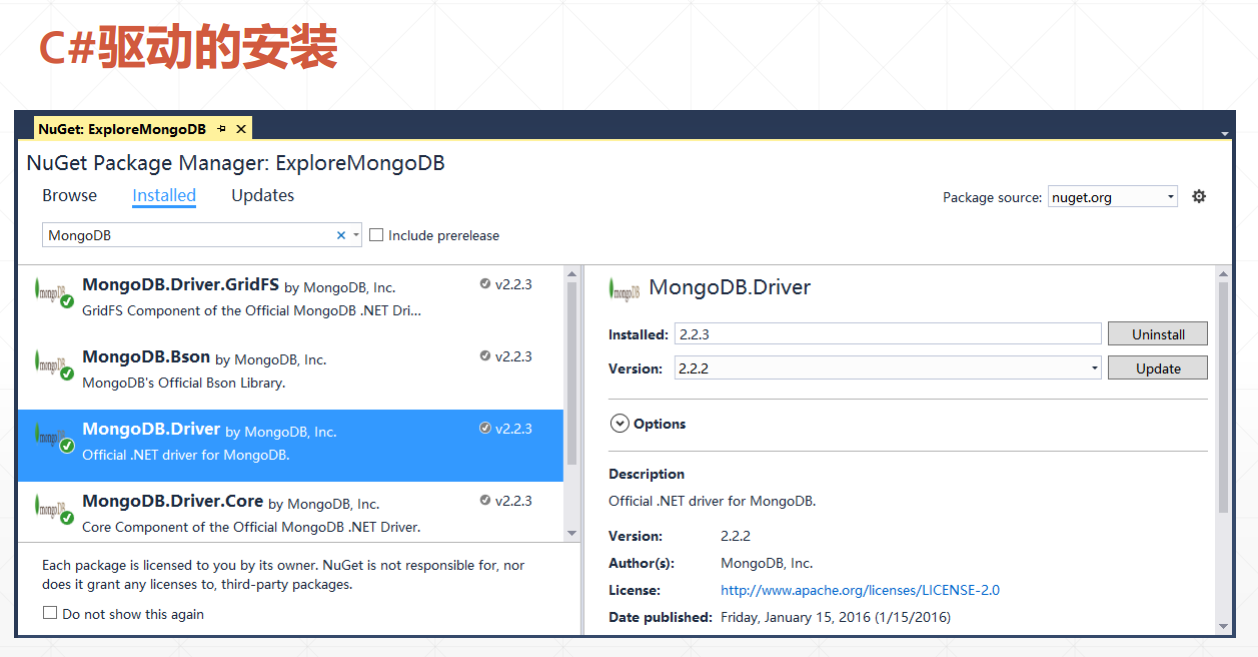 C#驱动的安装
NuGet: ExploreMongoDB
NuGet Package Manager: ExploreMongoDB
Browse Installed Updates
Package source: nuget.org
MongoDB
Include prerelease
MongoDB.Driver.GridFS by MongoDB, Inc. v2.2.3
GridFS Component of the Official MongoDB .NET Dri...
MongoDB.Bson by MongoDB, Inc. v2.2.3
MongoDB's Official Bson Library.
MongoDB.Driver by MongoDB, Inc. v2.2.3
Official .NET driver for MongoDB.
MongoDB.Driver.Core by MongoDB, Inc. v2.2.3
Core Component of the Official MongoDB .NET Driver.
Each package is licensed to you by its owner. NuGet is not responsible for, nor
does it grant any licenses to, third-party packages.
Do not show this again
MongoDB.Driver
Installed: 2.2.3 Uninstall
Version: 2.2.2 Update
Options
Description
Official .NET driver for MongoDB.
Version: 2.2.2
Author(s): MongoDB, Inc.
License: http://www.apache.org/licenses/LICENSE-2.0
Date published: Friday, January 15, 2016 (1/15/2016)